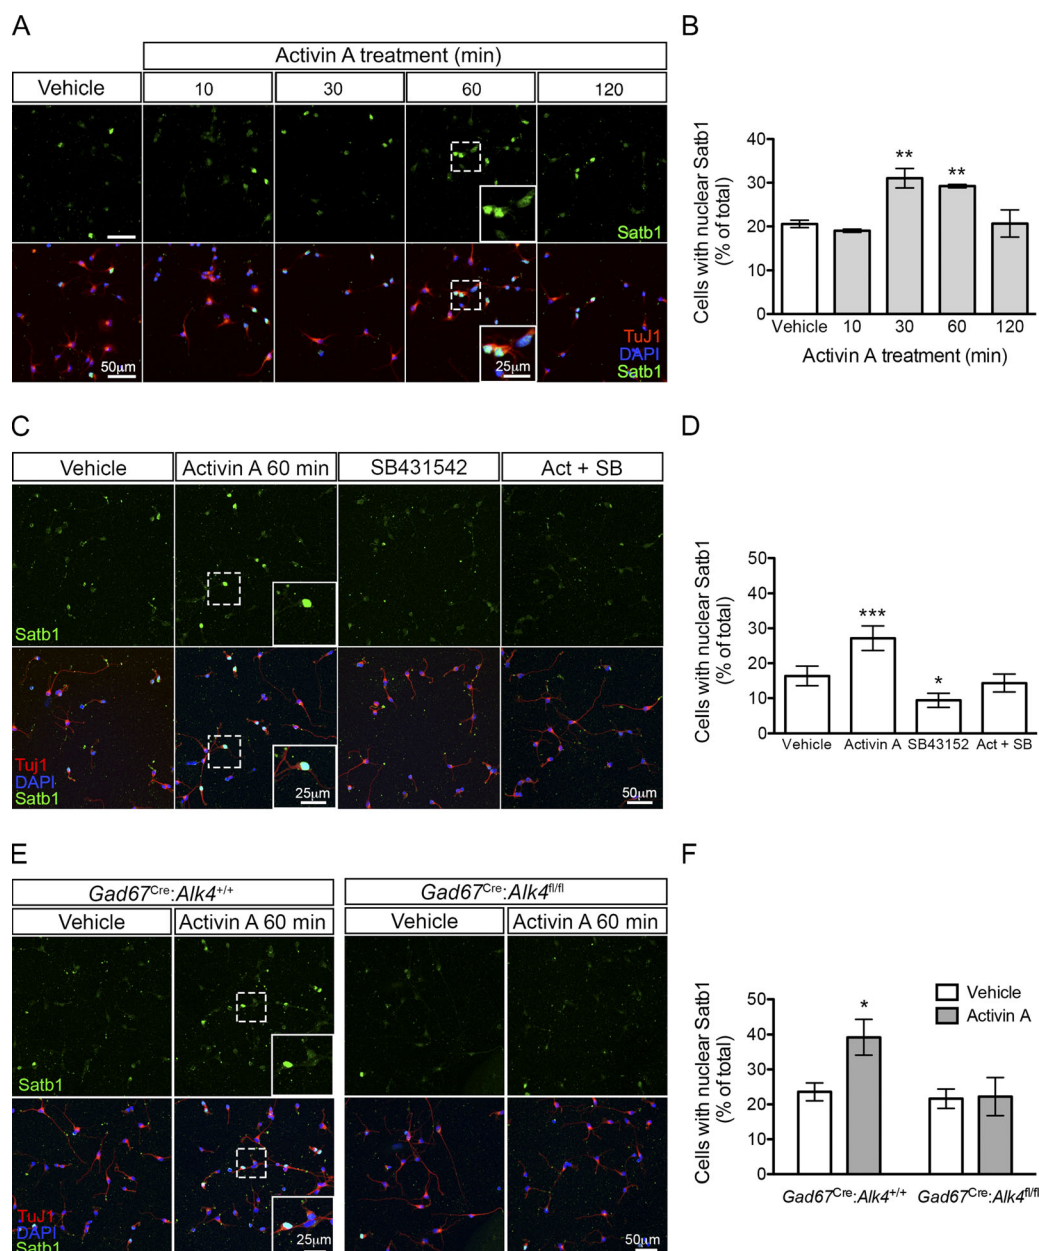 A
Activin A treatment (min)
Vehicle
10
30
60
120
Satb1
TuJ1
DAPI
Satb1
50μm
25μm
B
Cells with nuclear Satb1
(% of total)
40
30
20
10
0
**
**
Vehicle 10 30 60 120
Activin A treatment (min)
C
Vehicle
Activin A 60 min
SB431542
Act + SB
Satb1
Tuj1
DAPI
Satb1
25μm
50μm
D
Cells with nuclear Satb1
(% of total)
50
40
30
20
10
0
***
*
Vehicle Activin A SB43152 Act + SB
E
Gad67Cre:Alk4+/+
Gad67Cre:Alk4fl/fl
Vehicle
Activin A 60 min
Vehicle
Activin A 60 min
Satb1
TuJ1
DAPI
Satb1
25μm
50μm
F
Cells with nuclear Satb1
(% of total)
50
40
30
20
10
0
*
Vehicle
Activin A
Gad67Cre:Alk4+/+ Gad67Cre:Alk4fl/fl